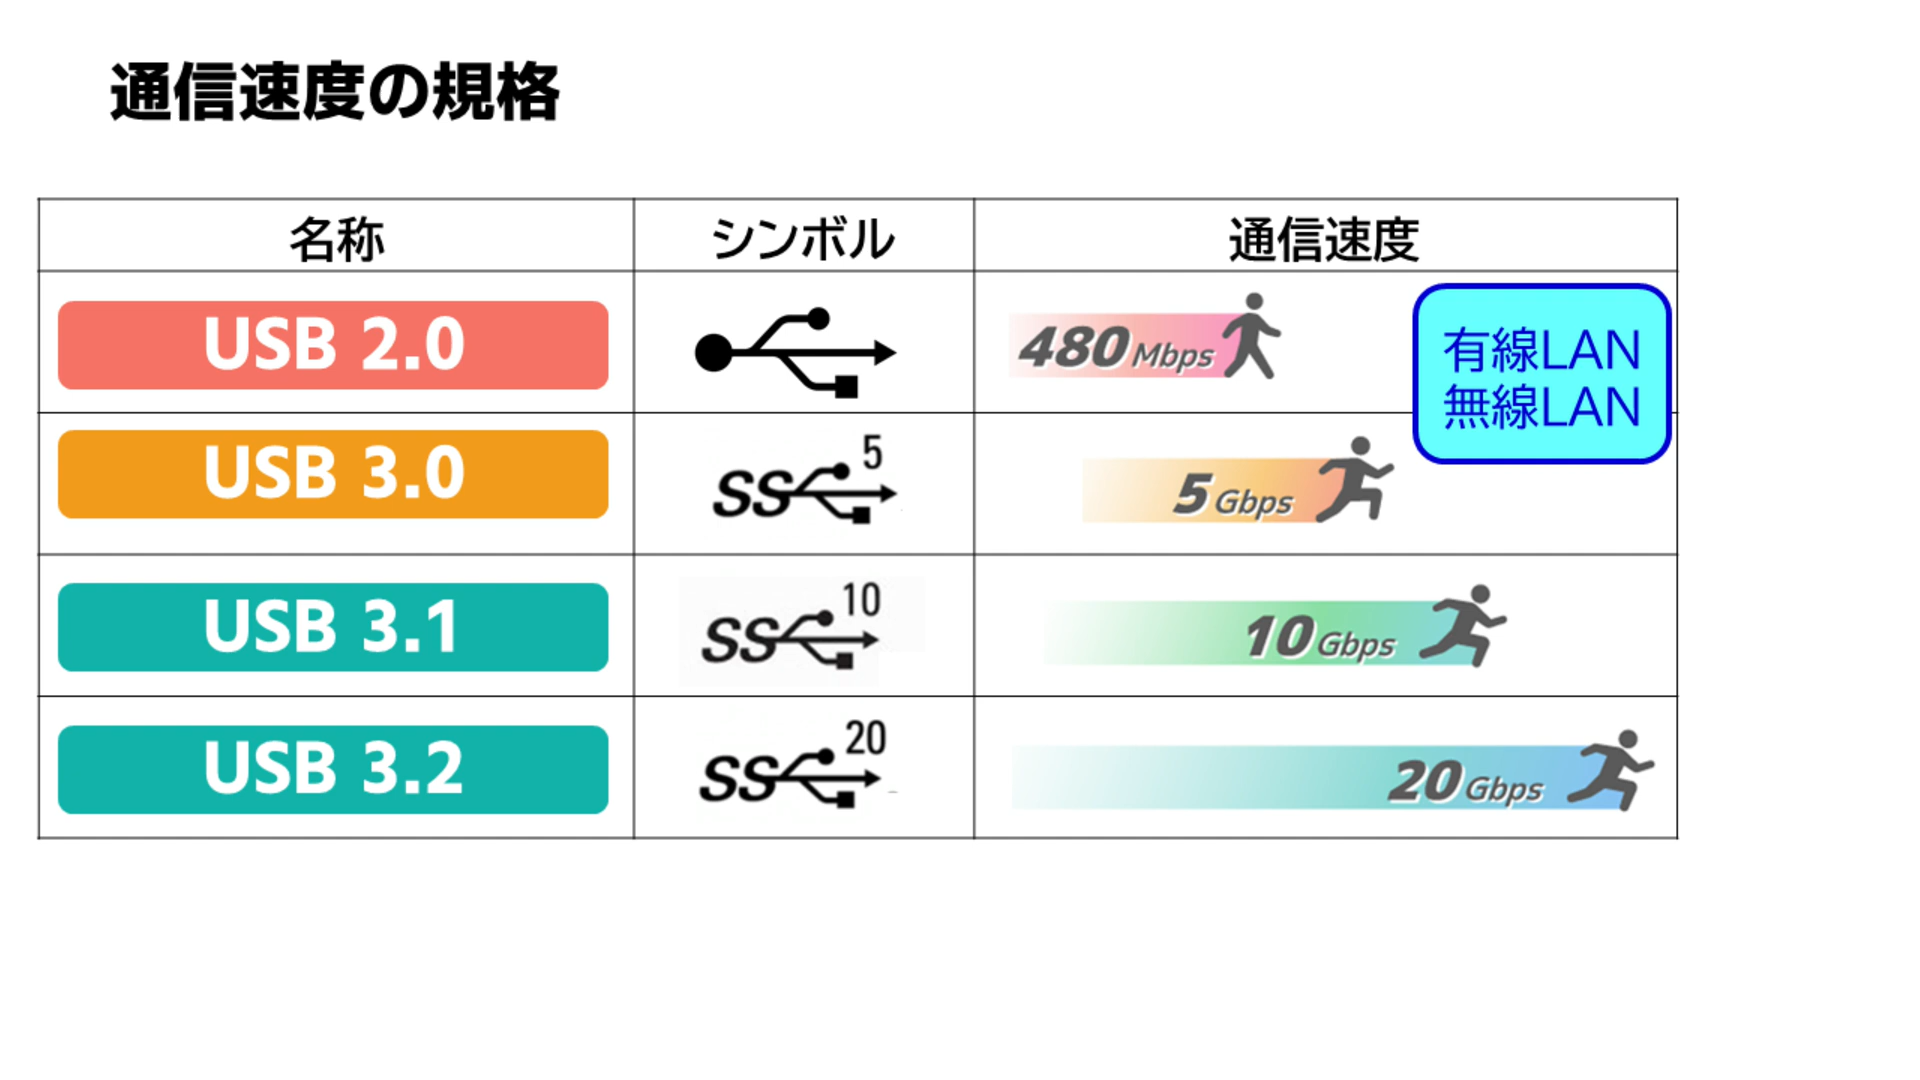 通信速度の規格
名称 シンボル 通信速度
USB 2.0
480 Mbps
有線LAN
無線LAN
USB 3.0
SS 5
5 Gbps
USB 3.1
SS 10
10 Gbps
USB 3.2
SS 20
20 Gbps